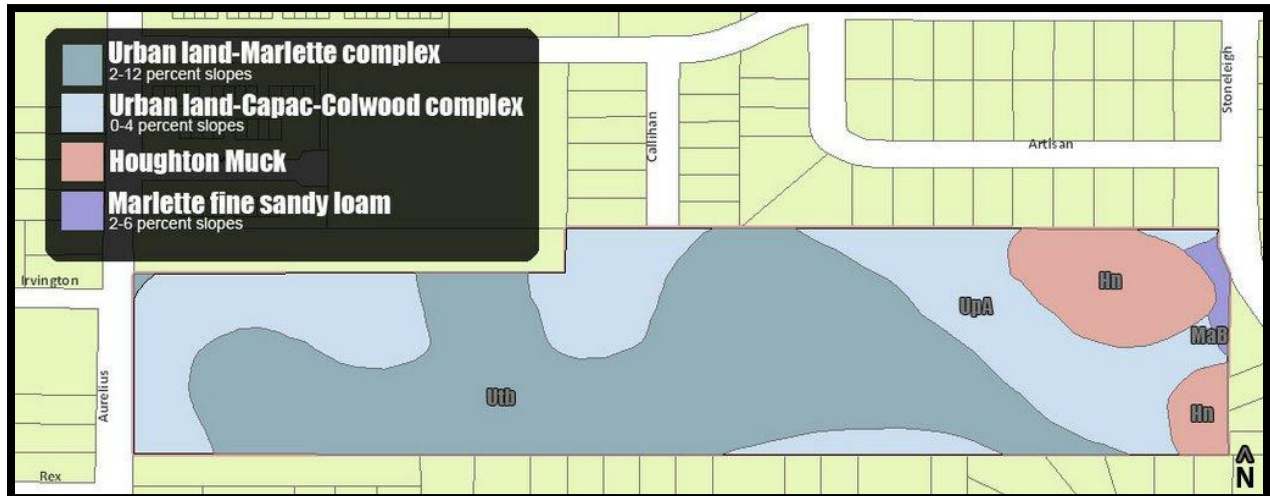 Urban land-Marlette complex
2-12 percent slopes
Urban land-Capac-Colwood complex
0-4 percent slopes
Houghton Muck
Marlette fine sandy loam
2-6 percent slopes
Stoneleigh
Callihan
Artisan
Irvington
Hn
UpA
MaB
Utb
Aurelius
Hn
Rex
N